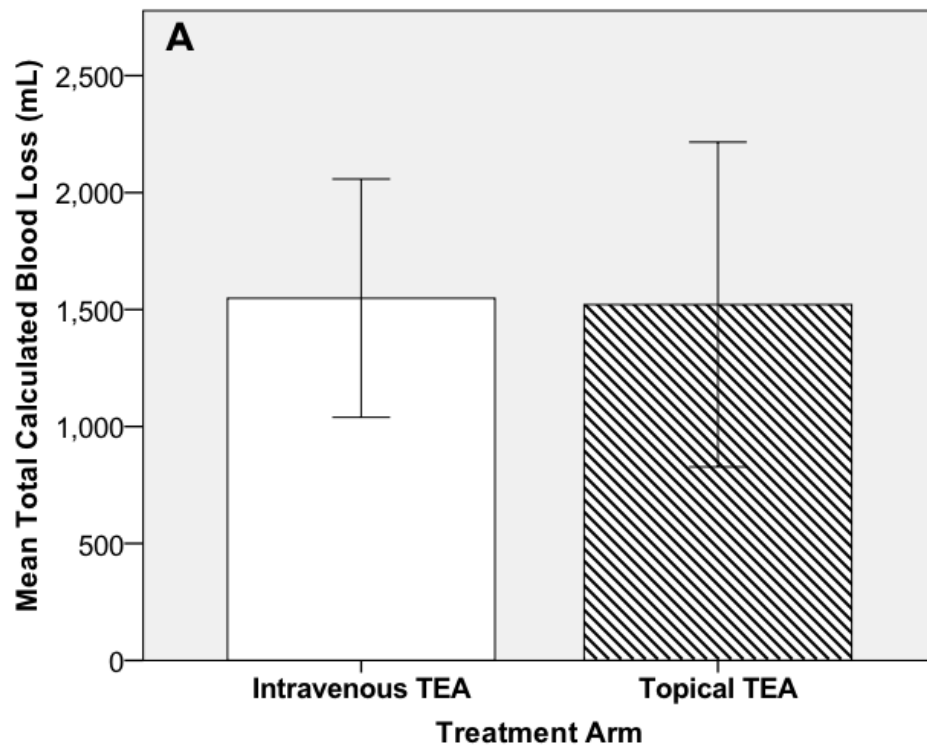 A
Mean Total Calculated Blood Loss (mL)
2,500
2,000
1,500
1,000
500
0
Intravenous TEA
Topical TEA
Treatment Arm